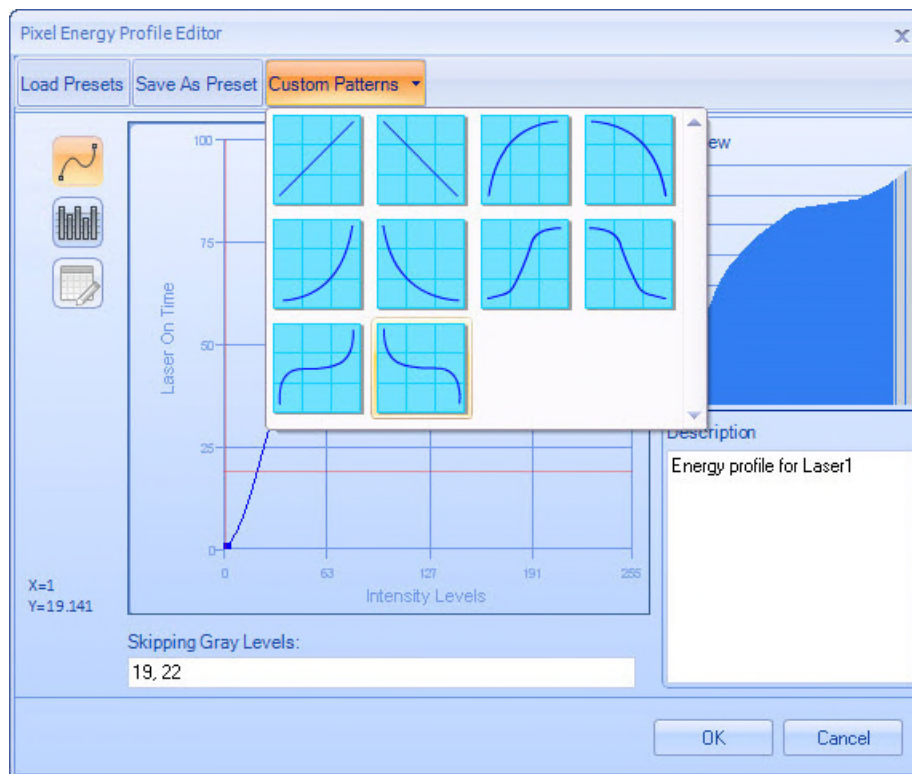 Pixel Energy Profile Editor
Load Presets Save As Preset Custom Patterns
ew
100
75
50
25
0
Laser On Time
0 63 127 191 255
Intensity Levels
X=1
Y=19.141
Description
Energy profile for Laser1
Skipping Gray Levels:
19, 22
OK Cancel